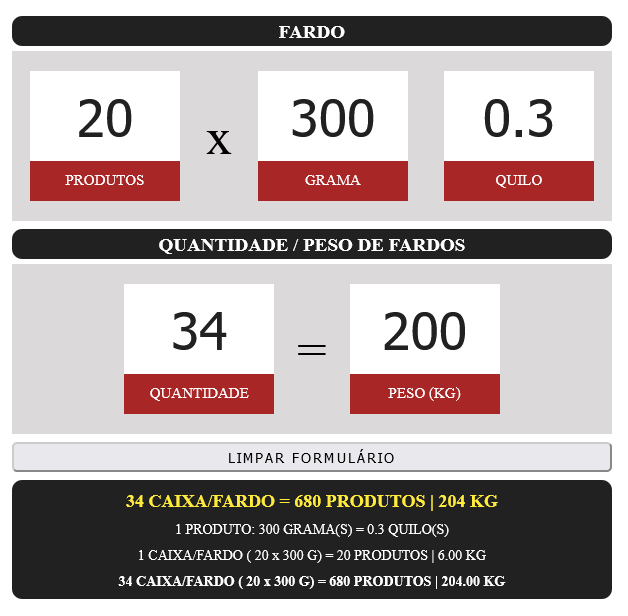 FARDO
20 x 300 0.3
PRODUTOS GRAMA QUILO
QUANTIDADE / PESO DE FARDOS
34 = 200
QUANTIDADE PESO (KG)
LIMPAR FORMULÁRIO
34 CAIXA/FARDO = 680 PRODUTOS | 204 KG
1 PRODUTO: 300 GRAMA(S) = 0.3 QUILO(S)
1 CAIXA/FARDO ( 20 x 300 G) = 20 PRODUTOS | 6.00 KG
34 CAIXA/FARDO ( 20 x 300 G) = 680 PRODUTOS | 204.00 KG